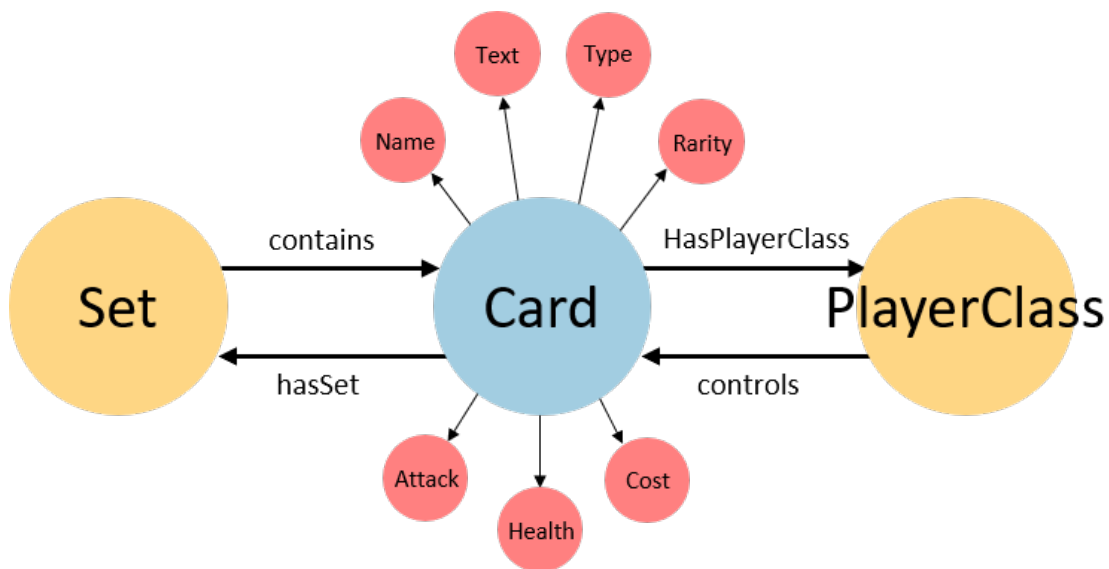 Text
Type
Name
Rarity
contains
HasPlayerClass
Set
Card
PlayerClass
hasSet
controls
Attack
Cost
Health